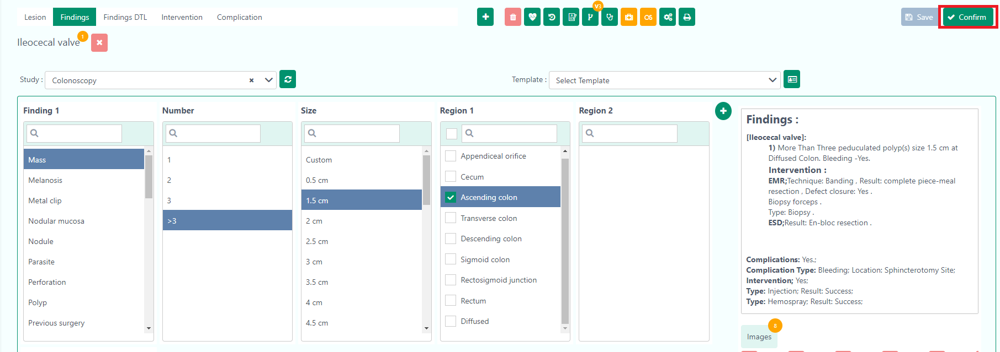 Lesion Findings Findings DTL Intervention Complication V3 OS Save Confirm
Ileocecal valve 1
Study : Colonoscopy Template : Select Template
Finding 1 Number Size Region 1 Region 2
Mass
Melanosis
Metal clip
Nodular mucosa
Nodule
Parasite
Perforation
Polyp
Previous surgery
1
2
3
>3
Custom
0.5 cm
1.5 cm
2 cm
2.5 cm
3 cm
3.5 cm
4 cm
4.5 cm
Appendiceal orifice
Cecum
Ascending colon
Transverse colon
Descending colon
Sigmoid colon
Rectosigmoid junction
Rectum
Diffused
Findings :
[Ileocecal valve]:
1) More Than Three peduculated polyp(s) size 1.5 cm at
Diffused Colon. Bleeding -Yes.
Intervention :
EMR;Technique: Banding , Result: complete piece-meal
resection , Defect closure: Yes .
Biopsy forceps .
Type: Biopsy .
ESD;Result: En-bloc resection .
Complications: Yes.;
Complication Type: Bleeding; Location: Sphincterotomy Site;
Intervention; Yes;
Type: Injection; Result: Success;
Type: Hemospray; Result: Success;
Images 8